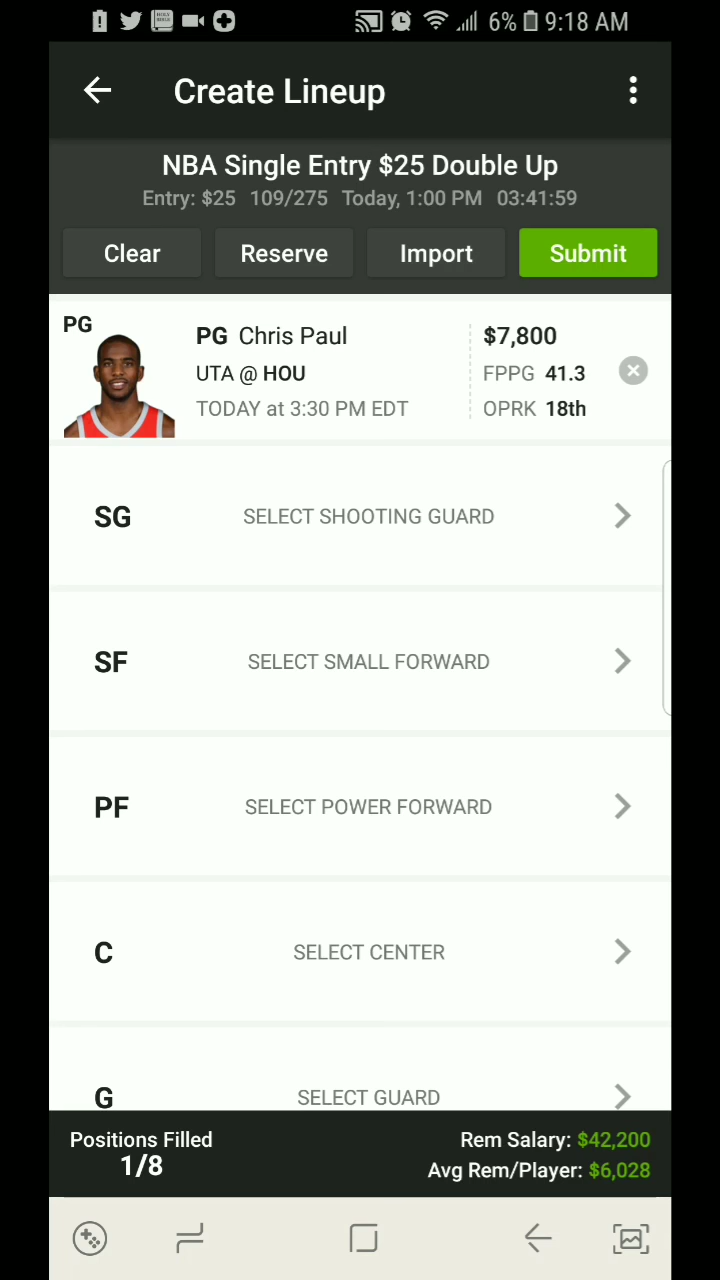 6% 9:18 AM
Create Lineup
NBA Single Entry $25 Double Up
Entry: $25 109/275 Today, 1:00 PM 03:41:59
Clear Reserve Import Submit
PG
PG Chris Paul $7,800
UTA @ HOU FPPG 41.3
TODAY at 3:30 PM EDT OPRK 18th
SG SELECT SHOOTING GUARD
SF SELECT SMALL FORWARD
PF SELECT POWER FORWARD
C SELECT CENTER
G SELECT GUARD
Positions Filled Rem Salary: $42,200
1/8 Avg Rem/Player: $6,028